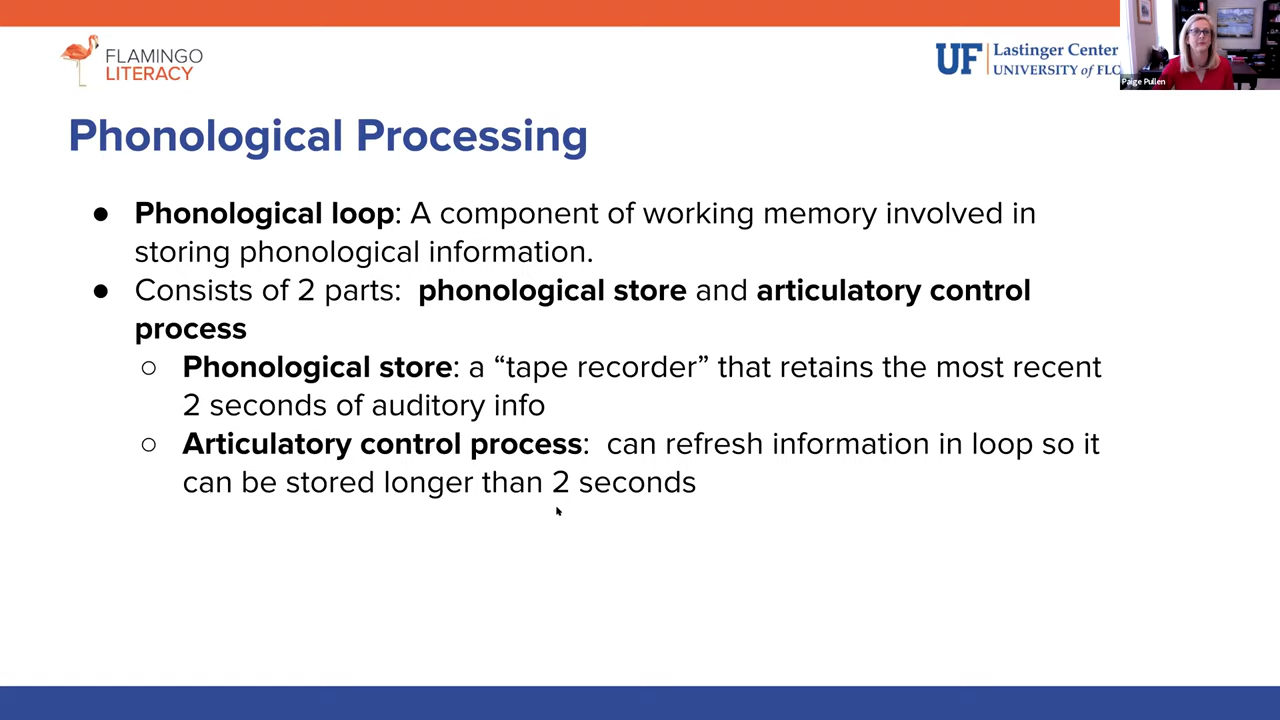 FLAMINGO
LITERACY
UF
Lastinger Center
UNIVERSITY of FLO
Paige Pullen
Phonological Processing
● Phonological loop: A component of working memory involved in
storing phonological information.
● Consists of 2 parts:  phonological store and articulatory control
process
○ Phonological store: a “tape recorder” that retains the most recent
2 seconds of auditory info
○ Articulatory control process:  can refresh information in loop so it
can be stored longer than 2 seconds